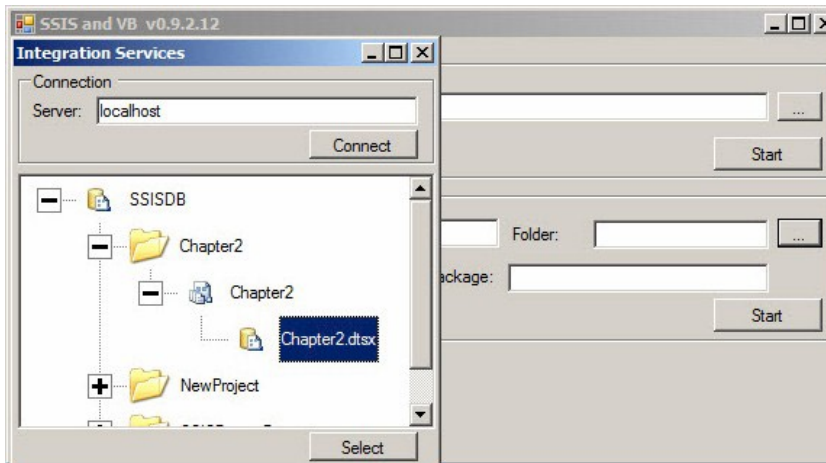 SSIS and VB v0.9.2.12
Integration Services
Connection
Server: localhost
Connect
...
Start
SSISDB
Chapter2
Chapter2
Chapter2.dtsx
NewProject
Folder:
...
ackage:
Start
Select